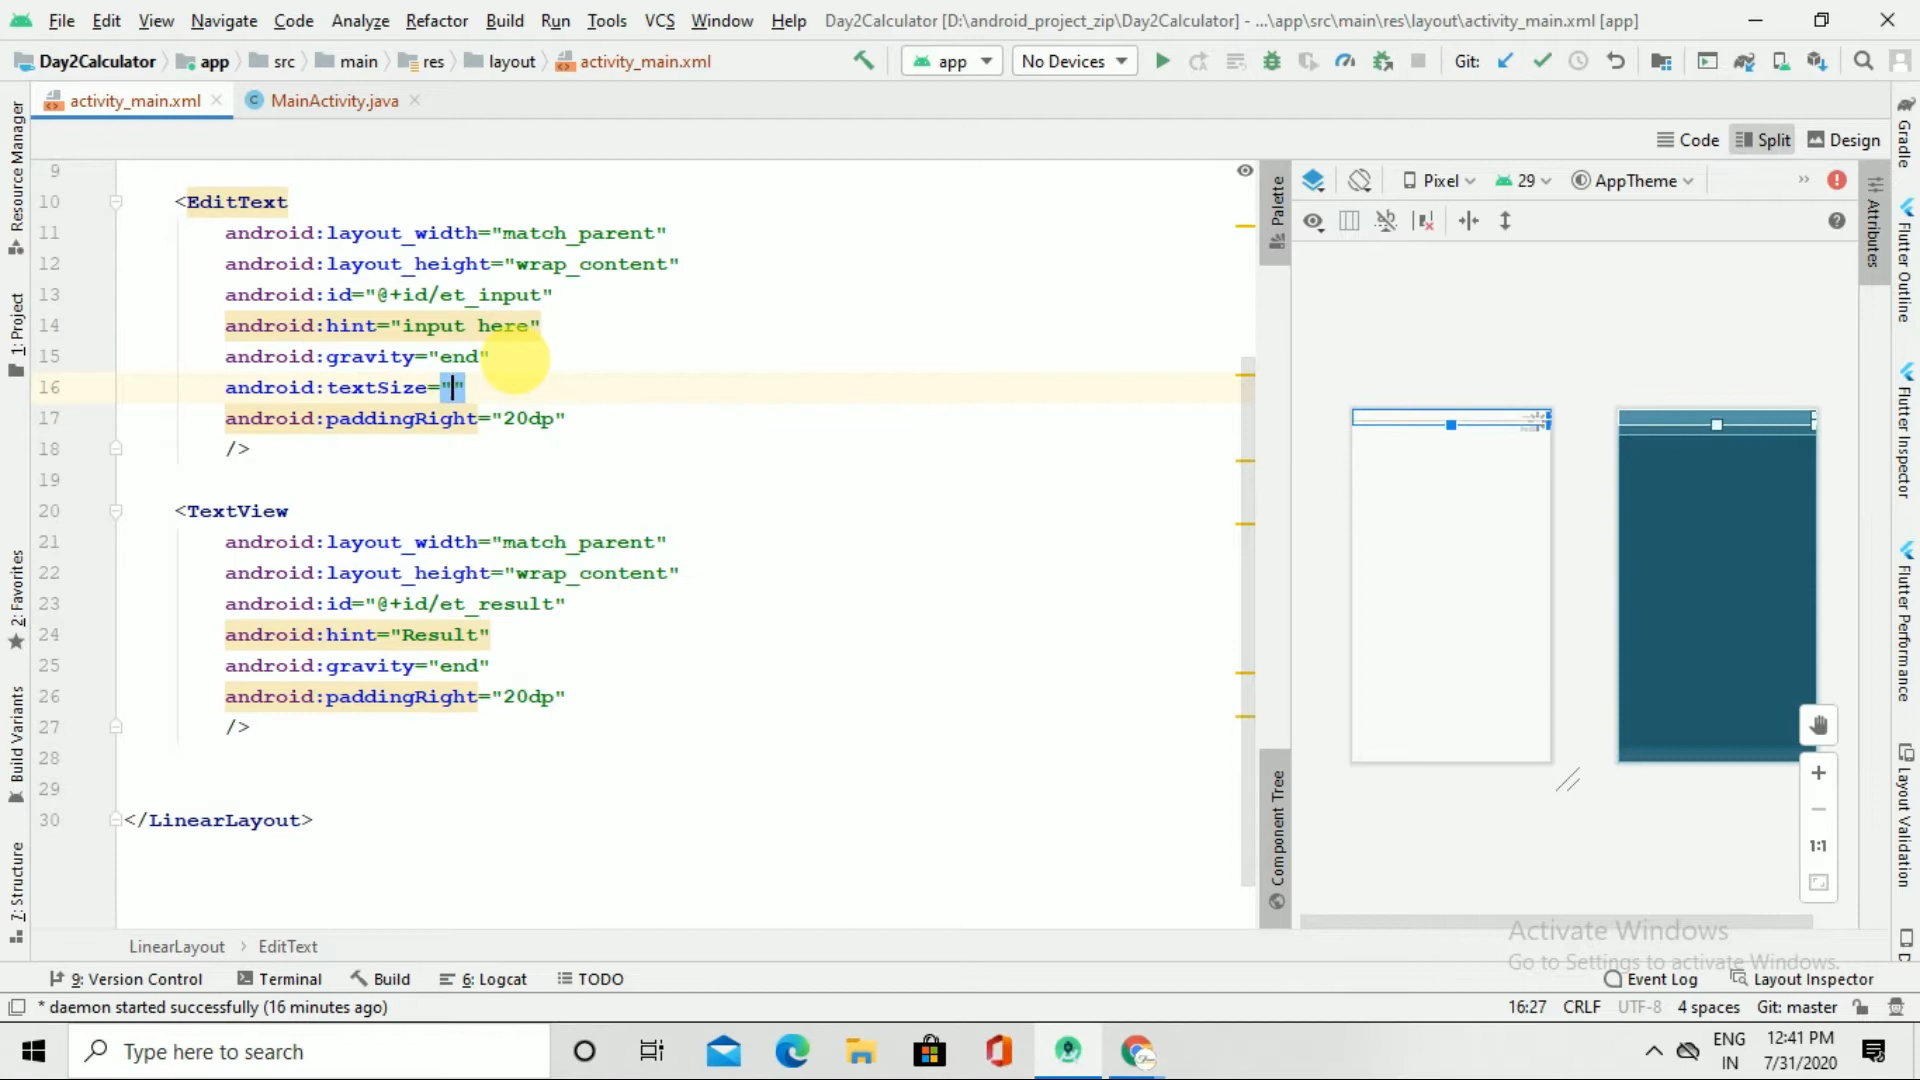 File Edit View Navigate Code Analyze Refactor Build Run Tools VCS Window Help Day2Calculator [D:\android_project_zip\Day2Calculator] - ...\app\src\main\res\layout\activity_main.xml [app]
Day2Calculator app src main res layout activity_main.xml app No Devices Git:
activity_main.xml MainActivity.java
Code Split Design
Pixel 29 AppTheme
9
10 <EditText
11 android:layout_width="match_parent"
12 android:layout_height="wrap_content"
13 android:id="@+id/et_input"
14 android:hint="input here"
15 android:gravity="end"
16 android:textSize=""
17 android:paddingRight="20dp"
18 />
19
20 <TextView
21 android:layout_width="match_parent"
22 android:layout_height="wrap_content"
23 android:id="@+id/et_result"
24 android:hint="Result"
25 android:gravity="end"
26 android:paddingRight="20dp"
27 />
28
29
30 </LinearLayout>
Resource Manager
1: Project
2: Favorites
Build Variants
7: Structure
Palette
Component Tree
Attributes
Gradle
Flutter Outline
Flutter Inspector
Flutter Performance
Layout Validation
1:1
Activate Windows
Go to Settings to activate Windows.
LinearLayout > EditText
9: Version Control Terminal Build 6: Logcat TODO Event Log Layout Inspector
* daemon started successfully (16 minutes ago) 16:27 CRLF UTF-8 4 spaces Git: master
Type here to search
ENG 12:41 PM
IN 7/31/2020